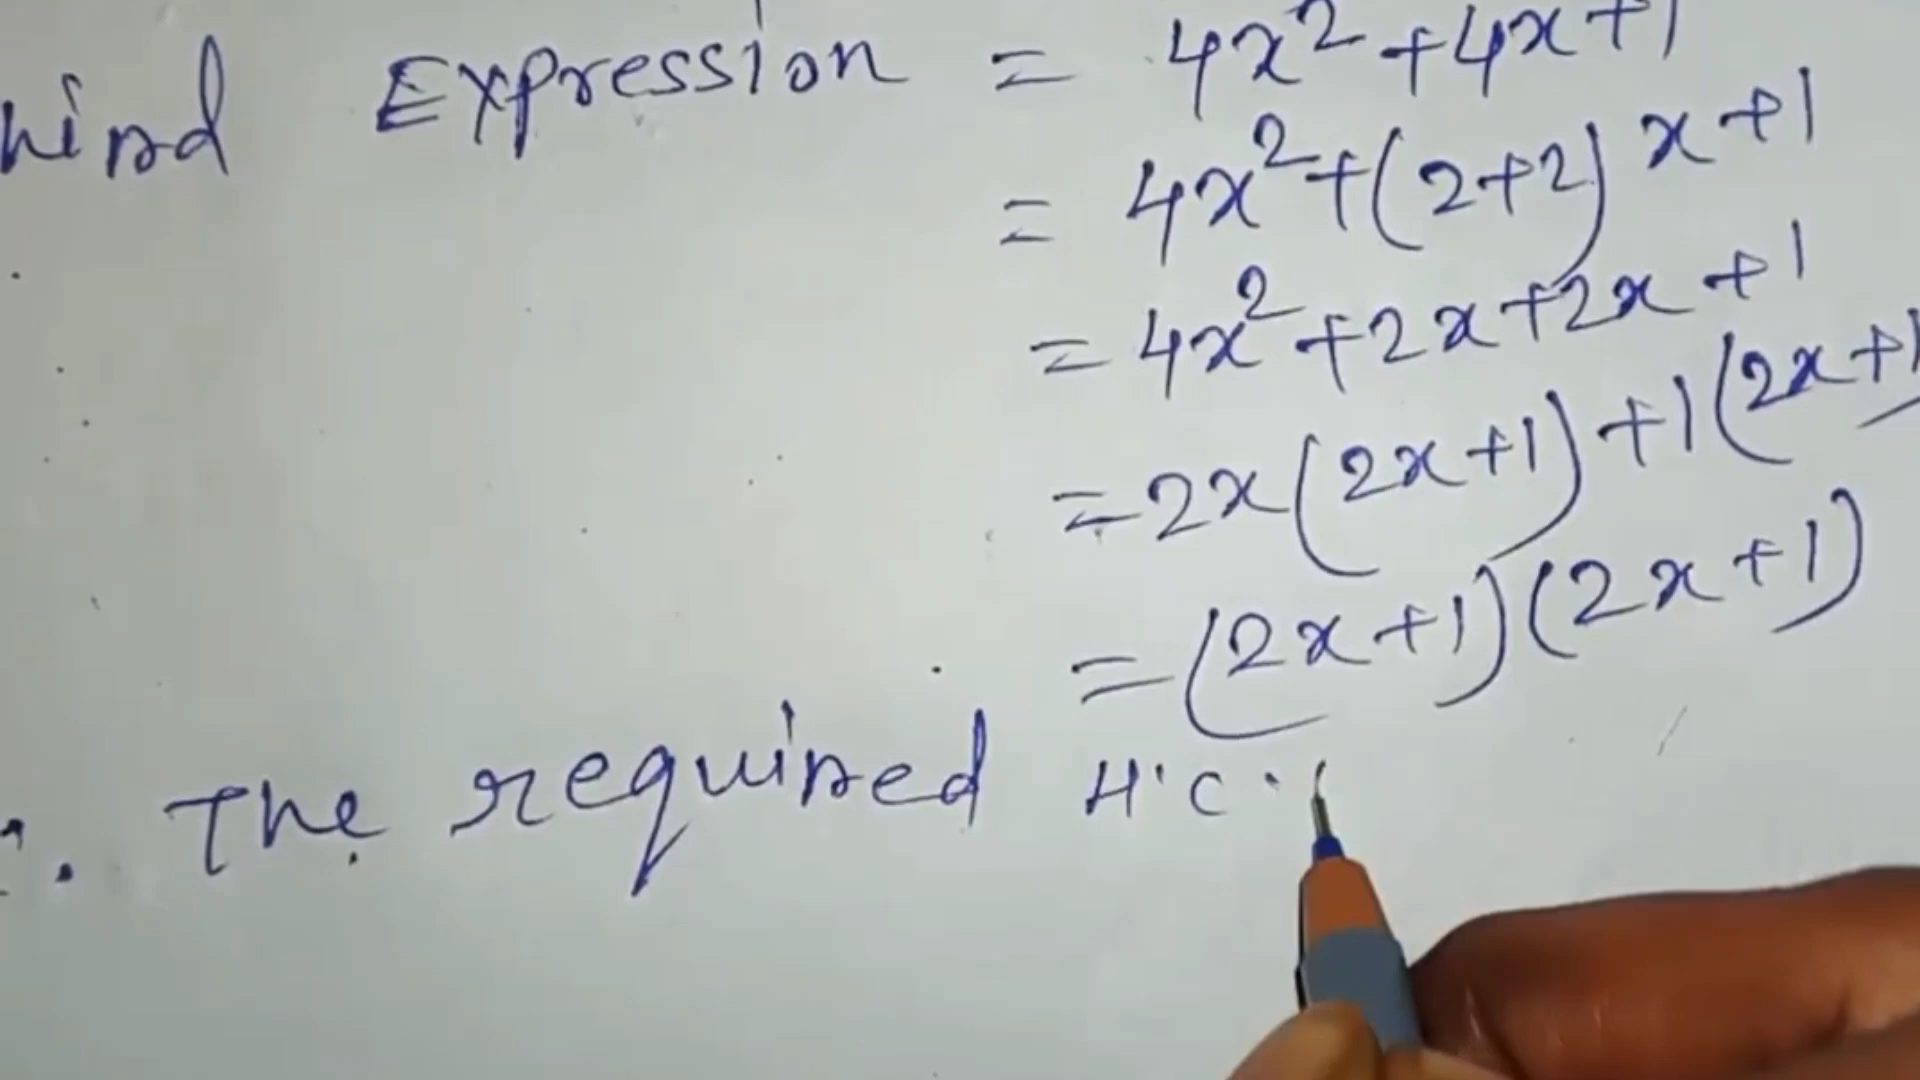 hird Expression = 4x² + 4x + 1
= 4x² + (2+2) x + 1
= 4x² + 2x + 2x + 1
= 2x (2x+1) + 1 (2x+1
= (2x+1) (2x+1)
∴ The required H.C.